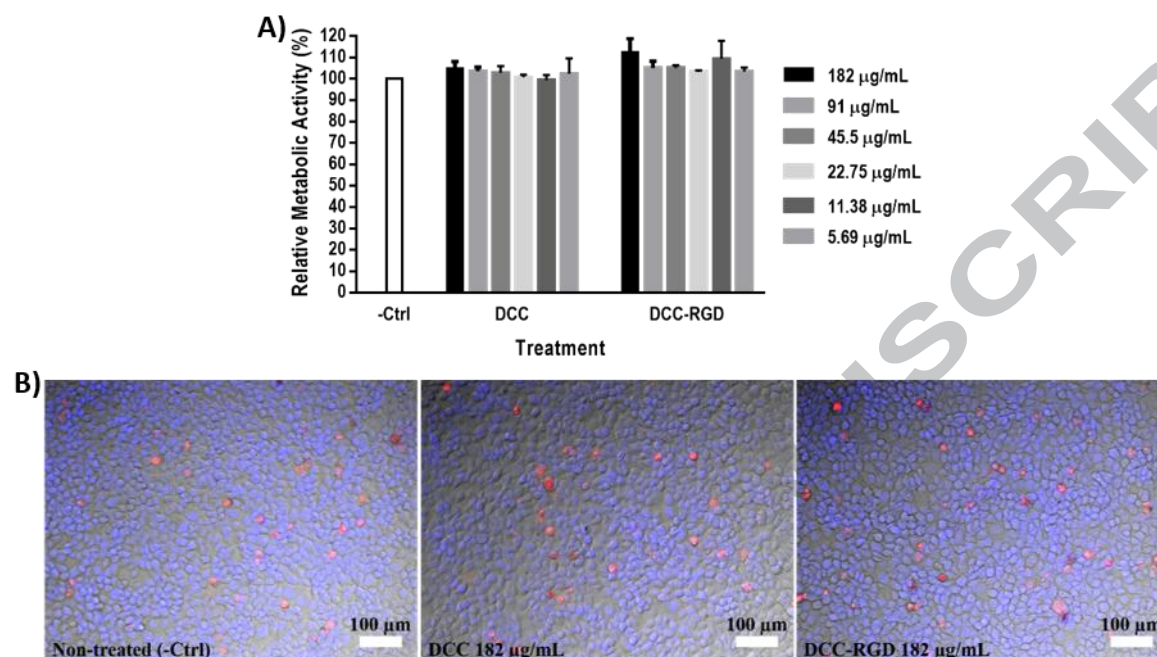 A)
Relative Metabolic Activity (%)
120
110
100
90
80
70
60
50
40
30
20
10
0
-Ctrl
DCC
DCC-RGD
Treatment
182 µg/mL
91 µg/mL
45.5 µg/mL
22.75 µg/mL
11.38 µg/mL
5.69 µg/mL
B)
100 µm
Non-treated (-Ctrl)
100 µm
DCC 182 µg/mL
100 µm
DCC-RGD 182 µg/mL